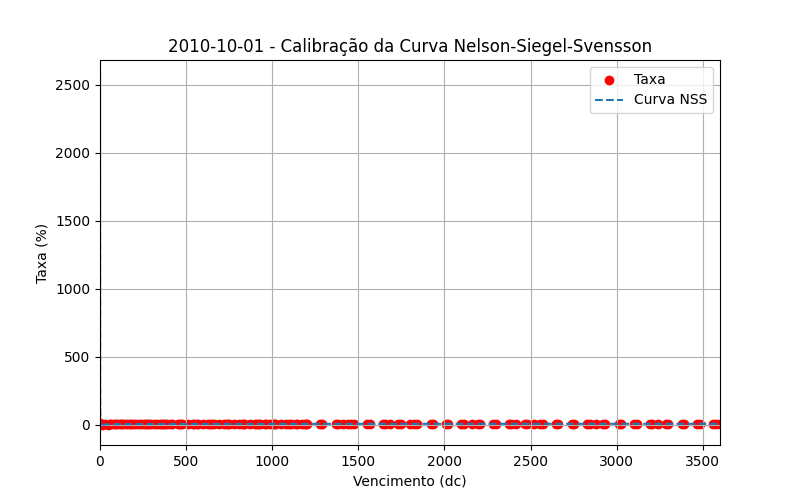 2010-10-01 - Calibração da Curva Nelson-Siegel-Svensson
Taxa
Curva NSS
2500
2000
1500
1000
500
0
Taxa (%)
0 500 1000 1500 2000 2500 3000 3500
Vencimento (dc)